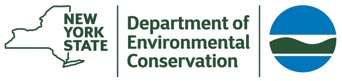 NEW
YORK
STATE
Department of
Environmental
Conservation